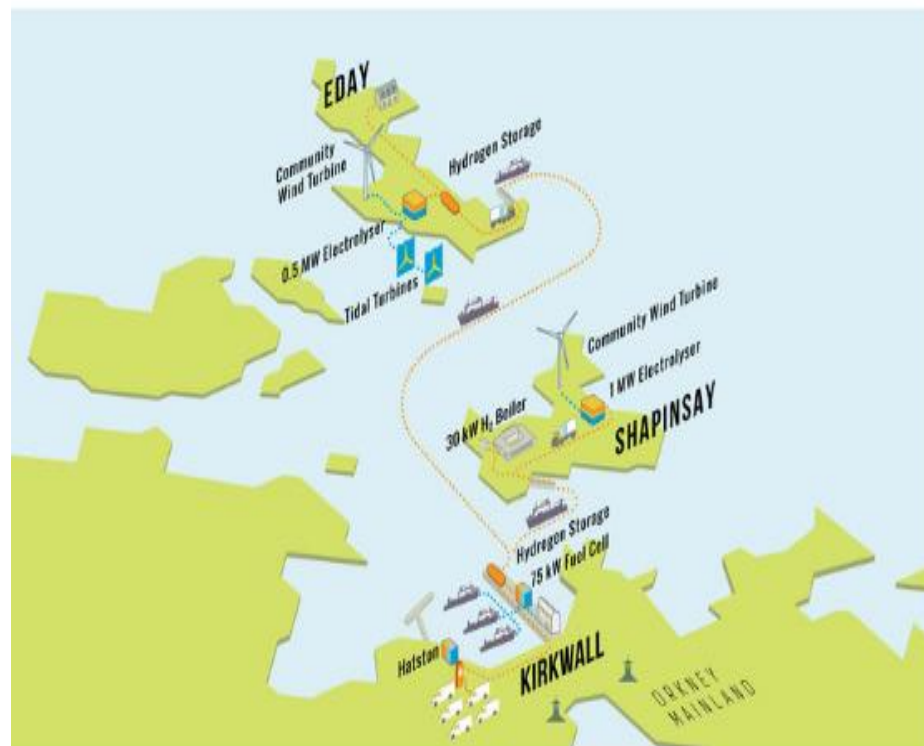 EDAY
Hydrogen Storage
Community
Wind Turbine
0.5 MW Electrolyser
Tidal Turbines
Community Wind Turbine
1 MW Electrolyser
30 kW H₂ Boiler
SHAPINSAY
Hydrogen Storage
75 kW Fuel Cell
Hatston
KIRKWALL
ORKNEY
MAINLAND